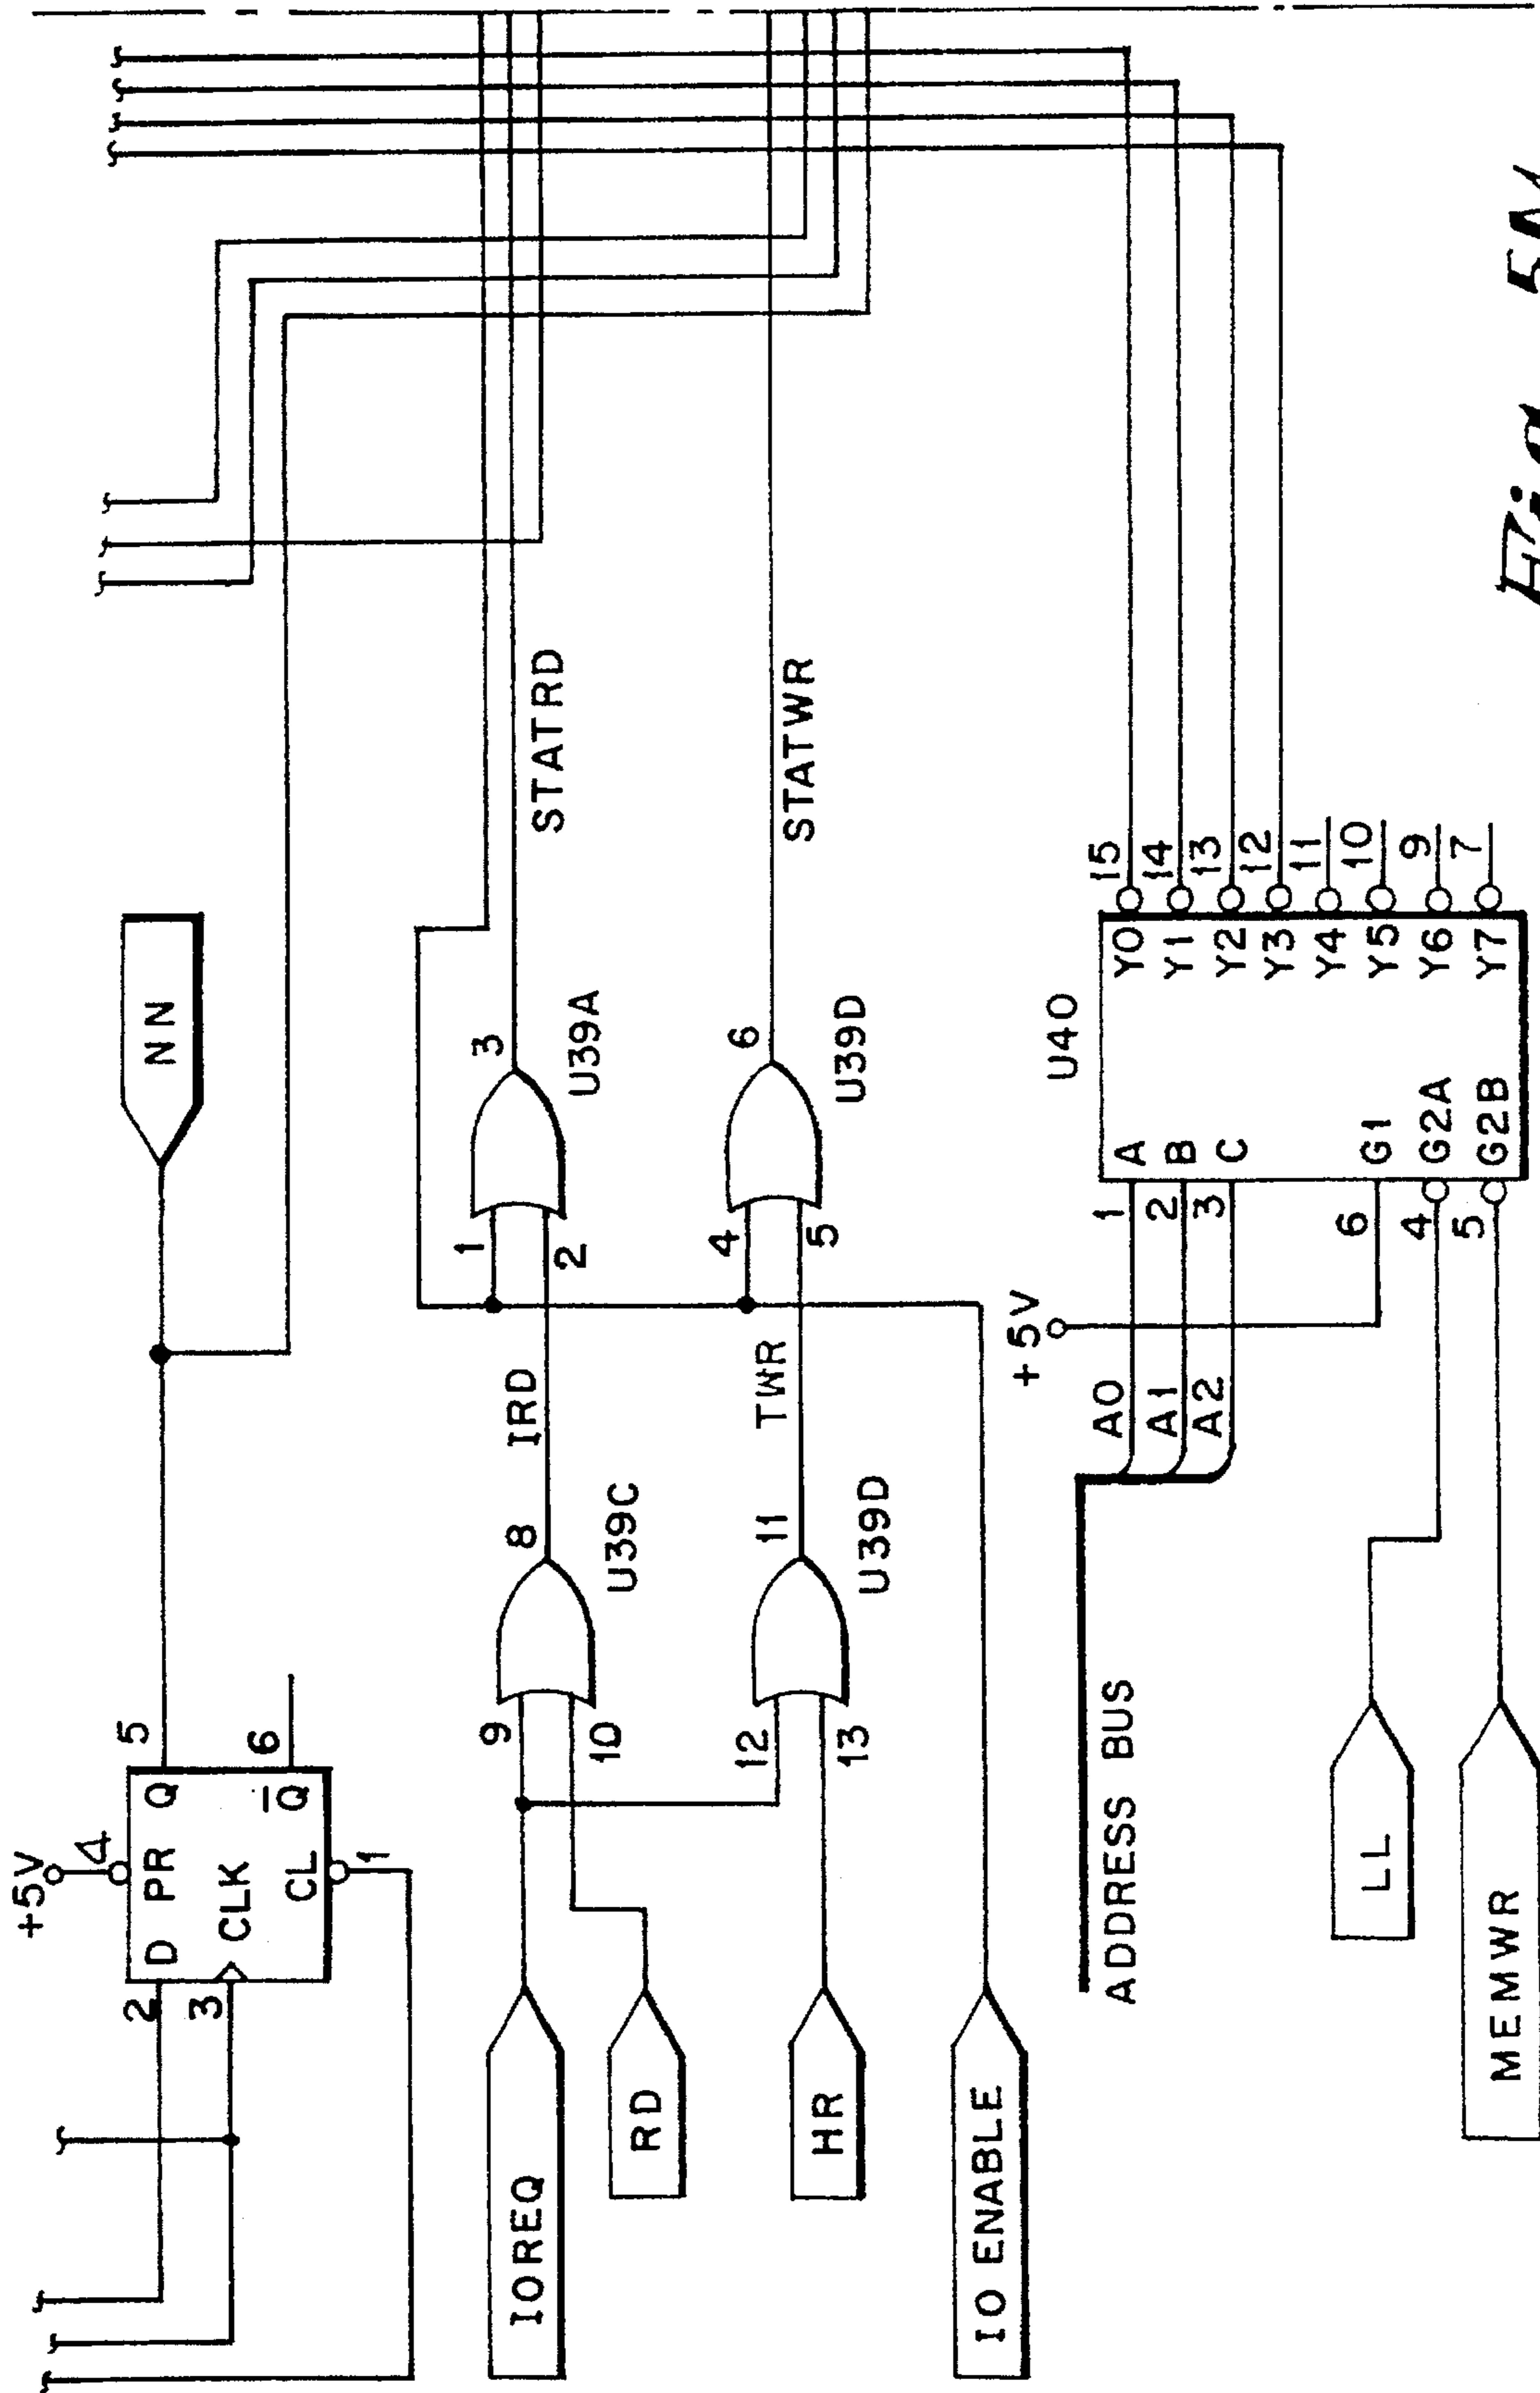 +5V
4
2 D PR Q 5
3 CLK
Q 6
CL
1
NN
IOREQ
RD
HR
IO ENABLE
9
10
8
U39C
IRD
1
2
3
U39A
STATRD
12
13
11
U39D
TWR
4
5
6
U39D
STATWR
ADDRESS BUS
A0
A1
A2
+5V
U40
1 A Y0 15
2 B Y1 14
3 C Y2 13
Y3 12
Y4 11
6 G1 Y5 10
4 G2A Y6 9
5 G2B Y7 7
LL
MEMWR